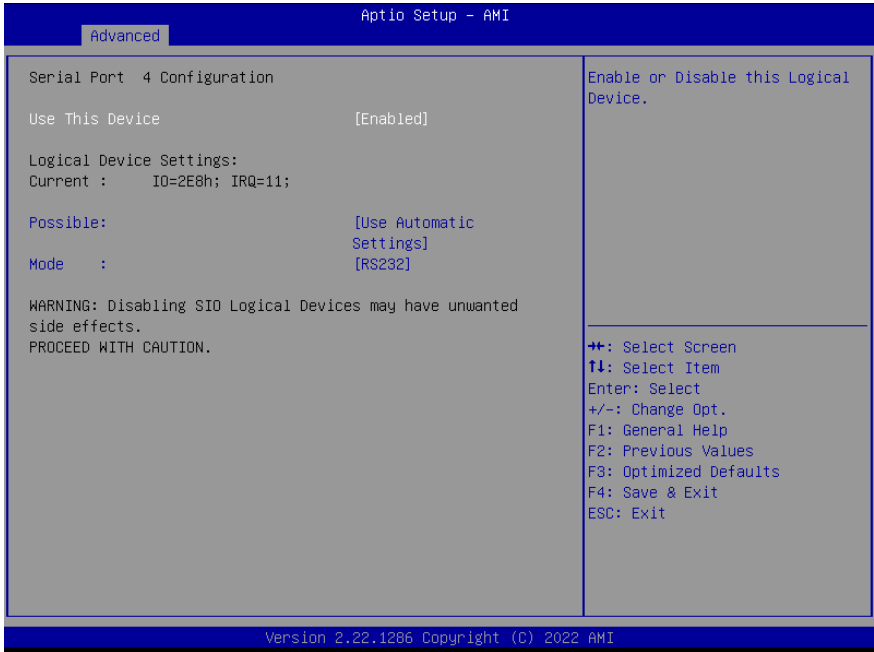 Aptio Setup – AMI
Advanced
Serial Port 4 Configuration
Use This Device [Enabled]
Logical Device Settings:
Current : IO=2E8h; IRQ=11;
Possible: [Use Automatic
Settings]
Mode : [RS232]
WARNING: Disabling SIO Logical Devices may have unwanted
side effects.
PROCEED WITH CAUTION.
Enable or Disable this Logical
Device.
→←: Select Screen
↑↓: Select Item
Enter: Select
+/-: Change Opt.
F1: General Help
F2: Previous Values
F3: Optimized Defaults
F4: Save & Exit
ESC: Exit
Version 2.22.1286 Copyright (C) 2022 AMI